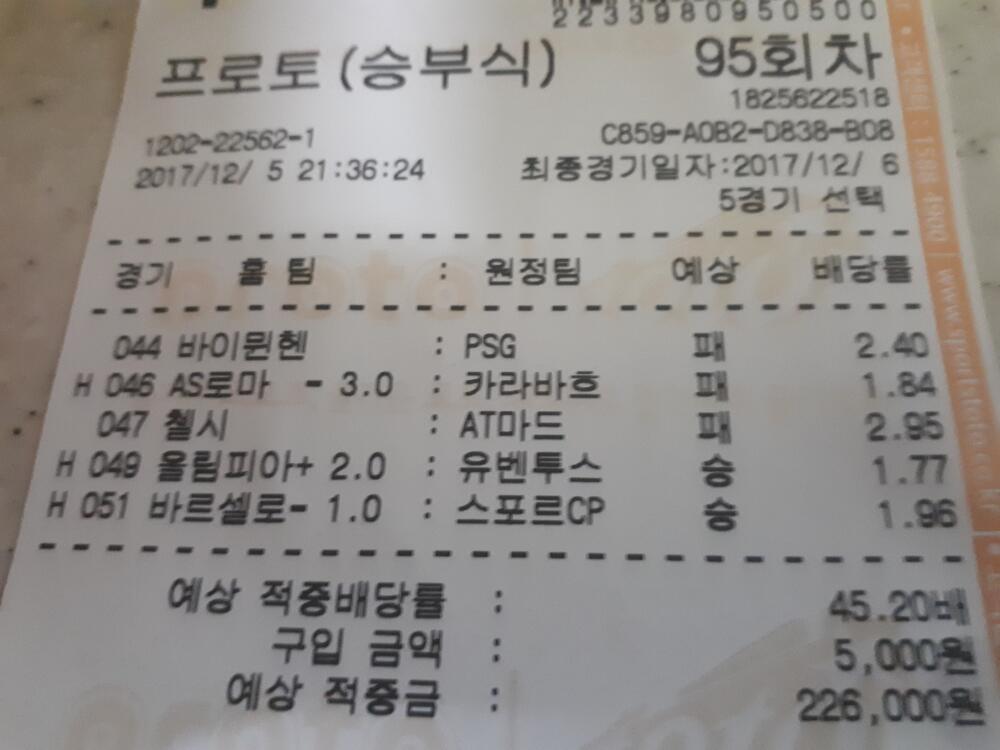 2233980950500
프로토(승부식) 95회차
1825622518
1202-22562-1 C859-A0B2-D838-B08
2017/12/ 5 21:36:24 최종경기일자:2017/12/ 6
5경기 선택
경기 홈 팀 : 원정팀 예상 배당률
044 바이뮌헨 : PSG 패 2.40
H 046 AS로마 - 3.0 : 카라바흐 패 1.84
047 첼시 : AT마드 패 2.95
H 049 올림피아+ 2.0 : 유벤투스 승 1.77
H 051 바르셀로- 1.0 : 스포르CP 승 1.96
예상 적중배당률 : 45.20배
구입 금액 : 5,000원
예상 적중금 : 226,000원
1588-4900 | www.sportstoto.co.kr